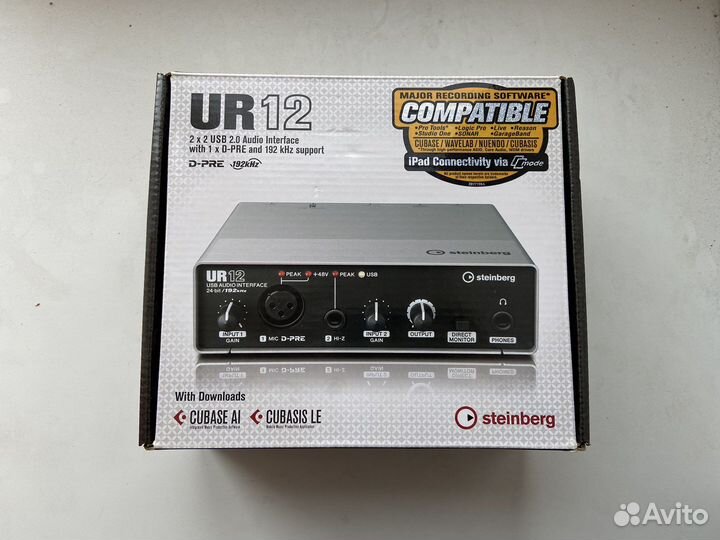 UR12
2 x 2 USB 2.0 Audio Interface
with 1 x D-PRE and 192 kHz support
D-PRE 192kHz
MAJOR RECORDING SOFTWARE*
COMPATIBLE
•Pro Tools* •Logic Pro •Live •Reason
•Studio One •SONAR •GarageBand
CUBASE / WAVELAB / NUENDO / CUBASIS
iPad Connectivity via CC mode
steinberg
UR12
USB AUDIO INTERFACE
24-bit/192kHz
PEAK +48V PEAK USB
steinberg
INPUT 1
GAIN
1 MIC D-PRE
2 HI-Z
INPUT 2
GAIN
OUTPUT
DIRECT
MONITOR
PHONES
With Downloads
CUBASE AI
CUBASIS LE
steinberg
Avito